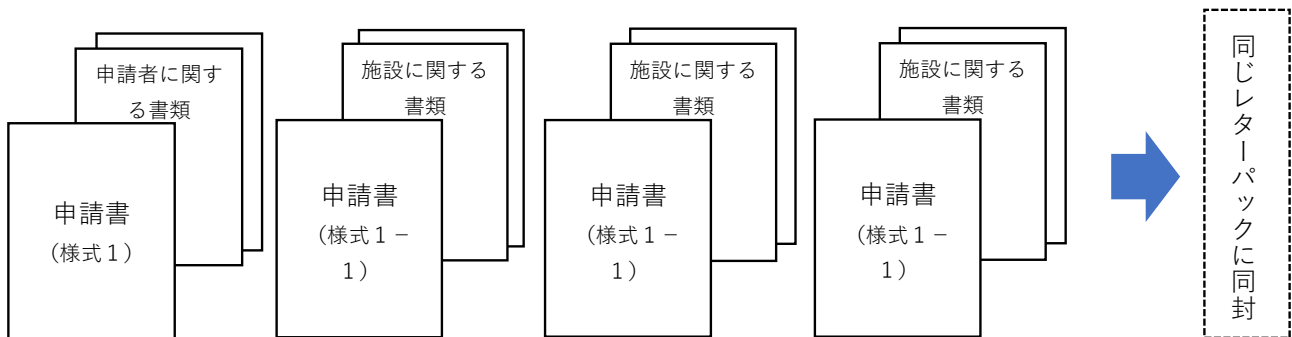 申請者に関す
る書類
申請書
（様式１）
施設に関する
書類
申請書
（様式１－
１）
施設に関する
書類
申請書
（様式１－
１）
施設に関する
書類
申請書
（様式１－
１）
同じレターパックに同封